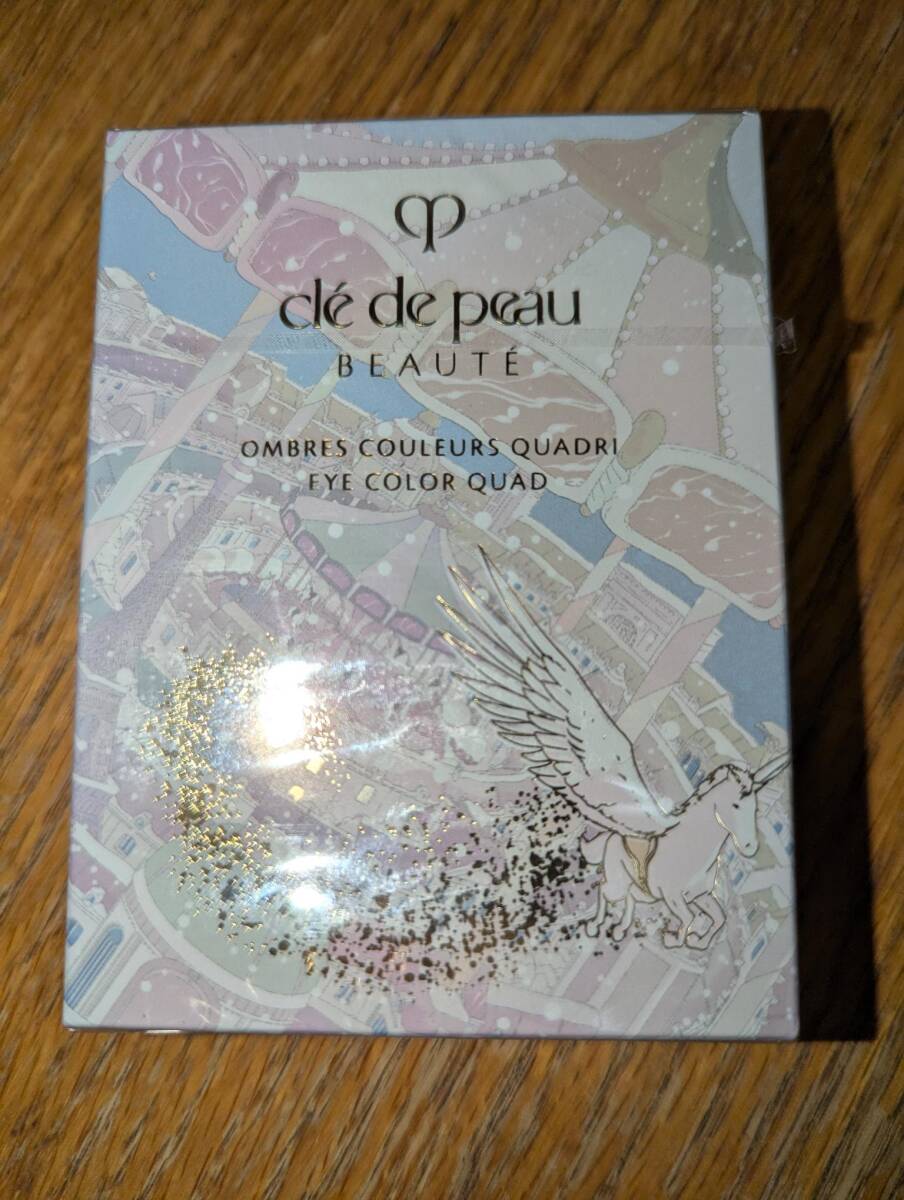 clé de peau
BEAUTÉ
OMBRES COULEURS QUADRI
EYE COLOR QUAD